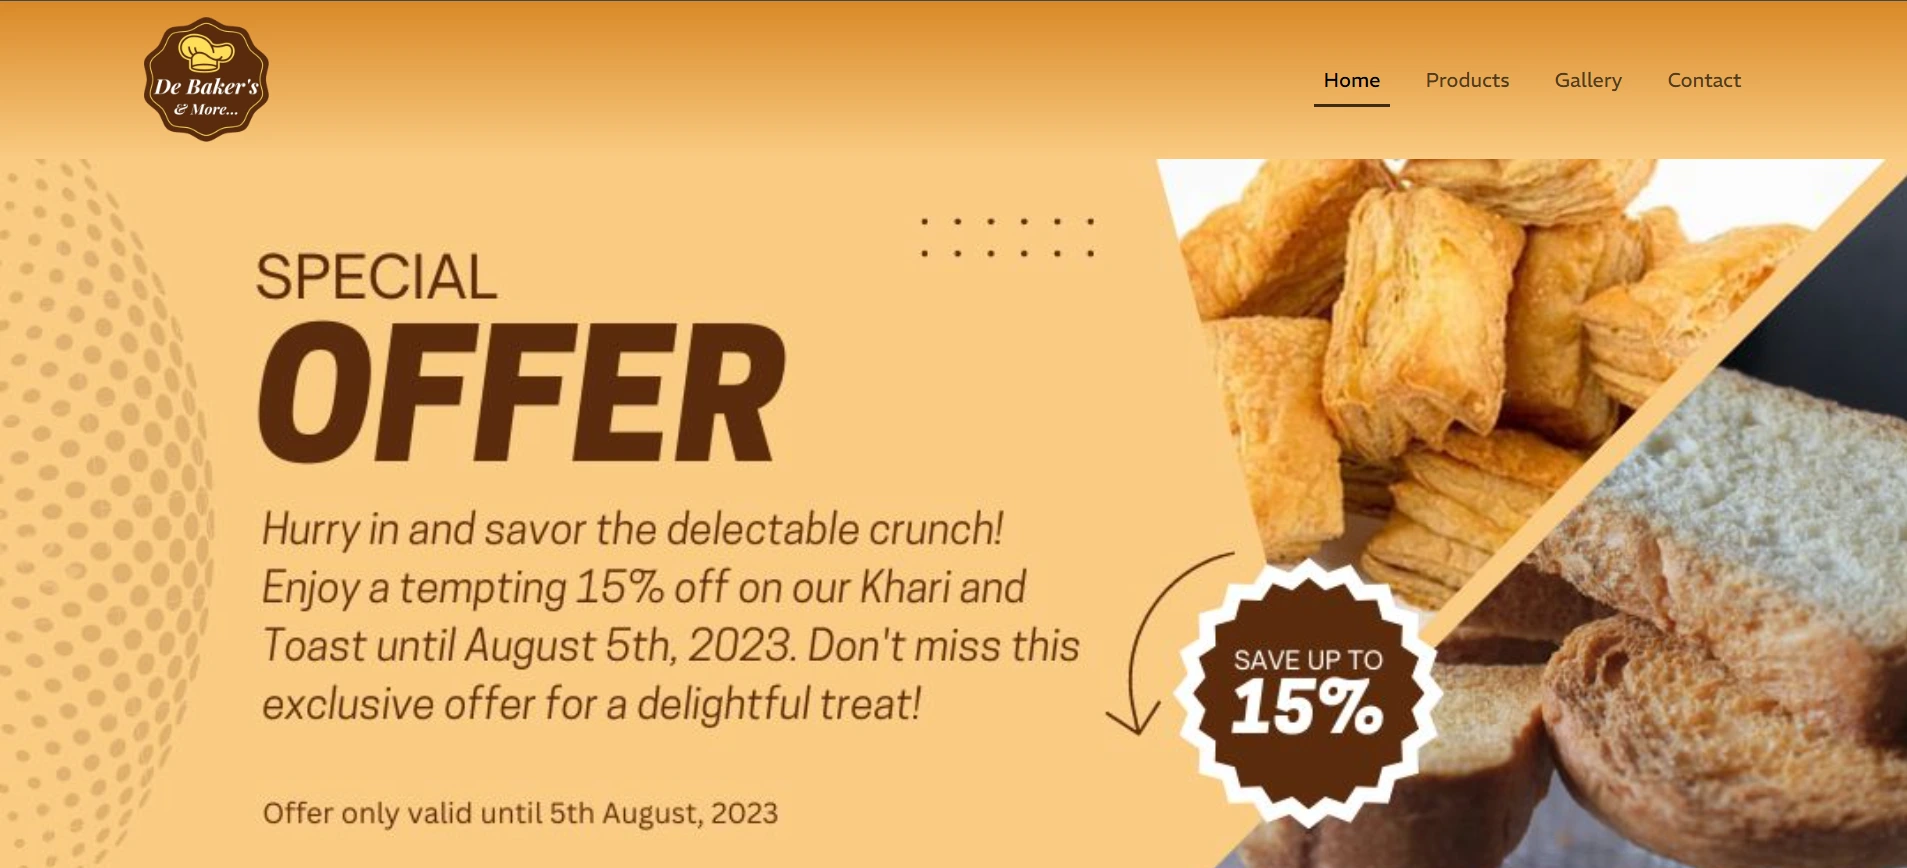 De Baker's
& More...
Home Products Gallery Contact
SPECIAL
OFFER
Hurry in and savor the delectable crunch!
Enjoy a tempting 15% off on our Khari and
Toast until August 5th, 2023. Don't miss this
exclusive offer for a delightful treat!
SAVE UP TO
15%
Offer only valid until 5th August, 2023